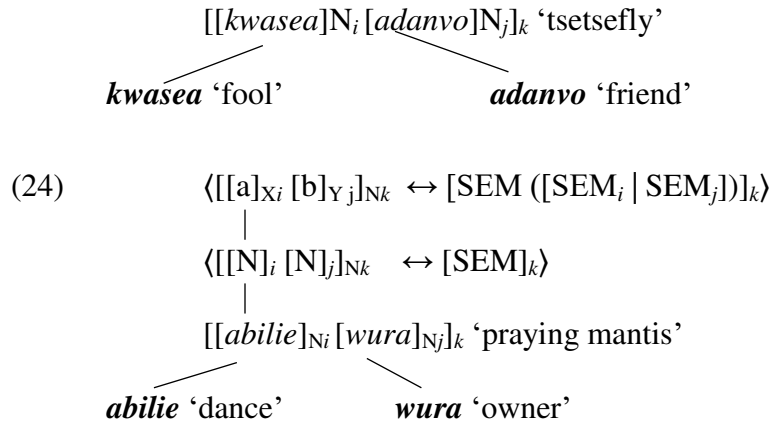 [[kwasea]Nᵢ [adanvo]Nⱼ]ₖ ‘tsetsefly’
kwasea ‘fool’ adanvo ‘friend’
(24) ⟨[[a]Xᵢ [b]Y ⱼ]Nₖ ↔ [SEM ([SEMᵢ | SEMⱼ])]ₖ⟩
⟨[[N]ᵢ [N]ⱼ]Nₖ ↔ [SEM]ₖ⟩
[[abilie]Nᵢ [wura]Nⱼ]ₖ ‘praying mantis’
abilie ‘dance’ wura ‘owner’